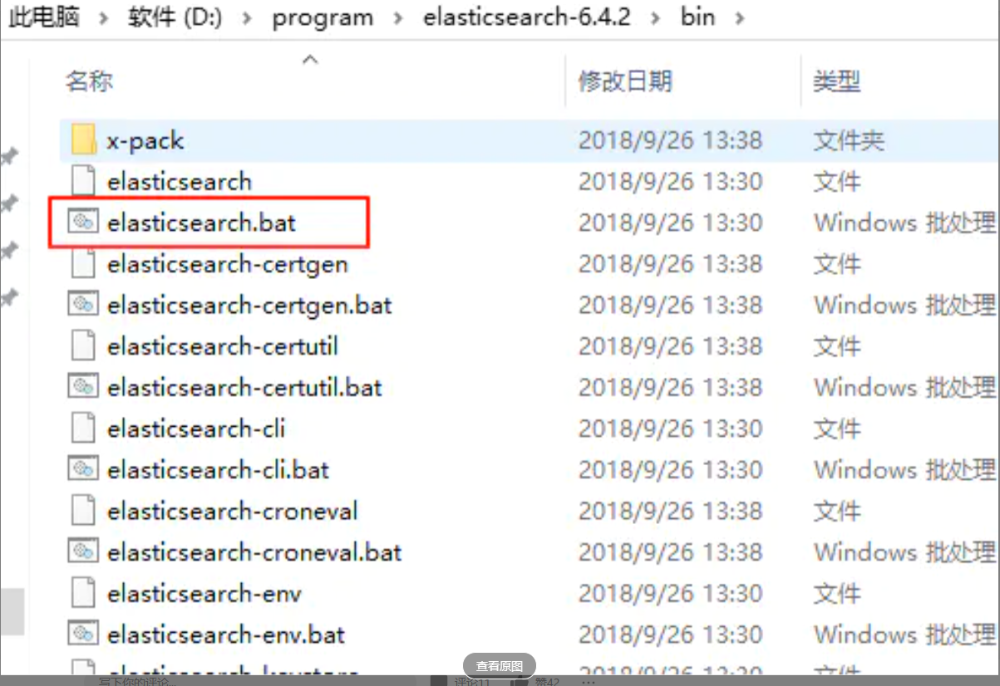 此电脑 > 软件 (D:) > program > elasticsearch-6.4.2 > bin >
名称 修改日期 类型
x-pack 2018/9/26 13:38 文件夹
elasticsearch 2018/9/26 13:30 文件
elasticsearch.bat 2018/9/26 13:30 Windows 批处理
elasticsearch-certgen 2018/9/26 13:38 文件
elasticsearch-certgen.bat 2018/9/26 13:38 Windows 批处理
elasticsearch-certutil 2018/9/26 13:38 文件
elasticsearch-certutil.bat 2018/9/26 13:38 Windows 批处理
elasticsearch-cli 2018/9/26 13:30 文件
elasticsearch-cli.bat 2018/9/26 13:30 Windows 批处理
elasticsearch-croneval 2018/9/26 13:38 文件
elasticsearch-croneval.bat 2018/9/26 13:38 Windows 批处理
elasticsearch-env 2018/9/26 13:30 文件
elasticsearch-env.bat 2018/9/26 13:30 Windows 批处理
查看原图
写下你的评论... 评论11 赞42 ...